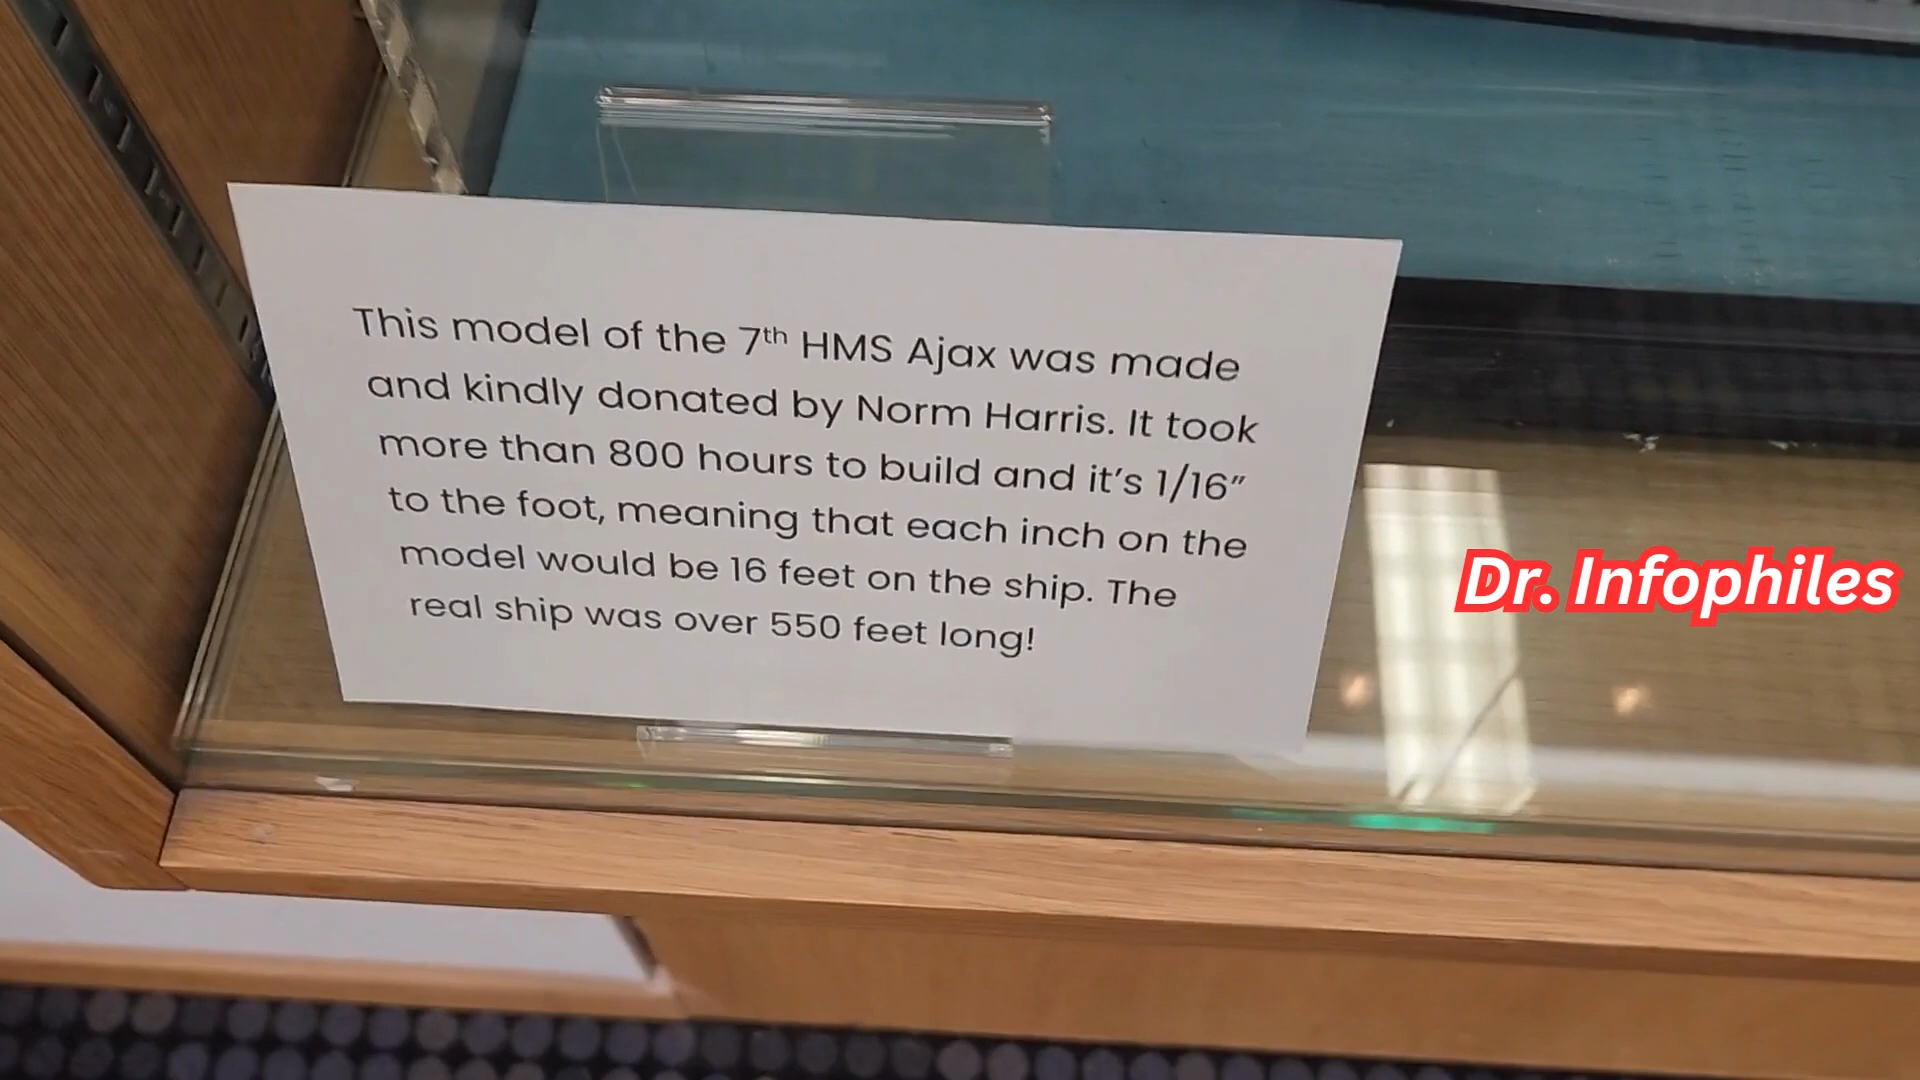 This model of the 7th HMS Ajax was made
and kindly donated by Norm Harris. It took
more than 800 hours to build and it's 1/16"
to the foot, meaning that each inch on the
model would be 16 feet on the ship. The
real ship was over 550 feet long!
Dr. Infophiles